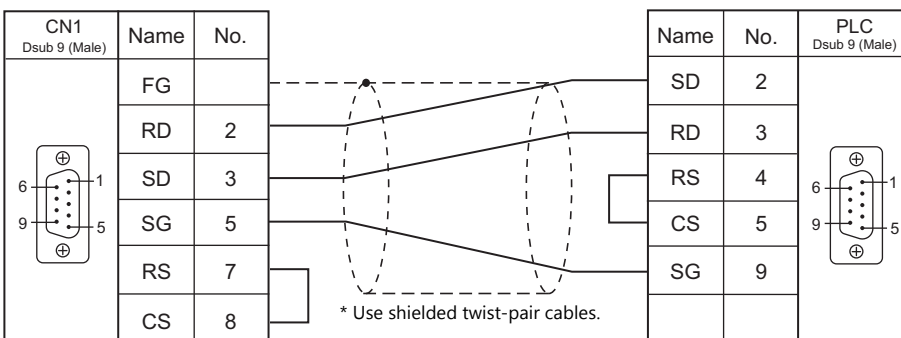 CN1
Dsub 9 (Male)
Name No.
FG
RD 2
SD 3
SG 5
RS 7
CS 8
6 1
9 5
* Use shielded twist-pair cables.
Name No.
PLC
Dsub 9 (Male)
SD 2
RD 3
RS 4
CS 5
SG 9
6 1
9 5